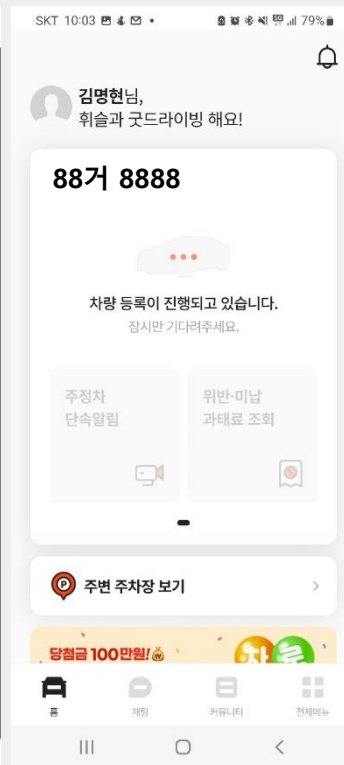 SKT 10:03
79%
김명현님,
휘슬과 굿드라이빙 해요!
88거 8888
차량 등록이 진행되고 있습니다.
잠시만 기다려주세요.
주정차
단속알림
위반·미납
과태료 조회
P
주변 주차장 보기
당첨금 100만원!
차 로
홈
채팅
커뮤니티
전체메뉴